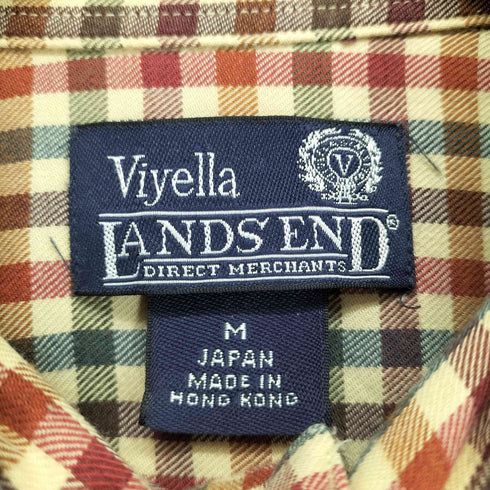 Viyella
V
LANDS' END®
DIRECT MERCHANTS
M
JAPAN
MADE IN
HONG KONG